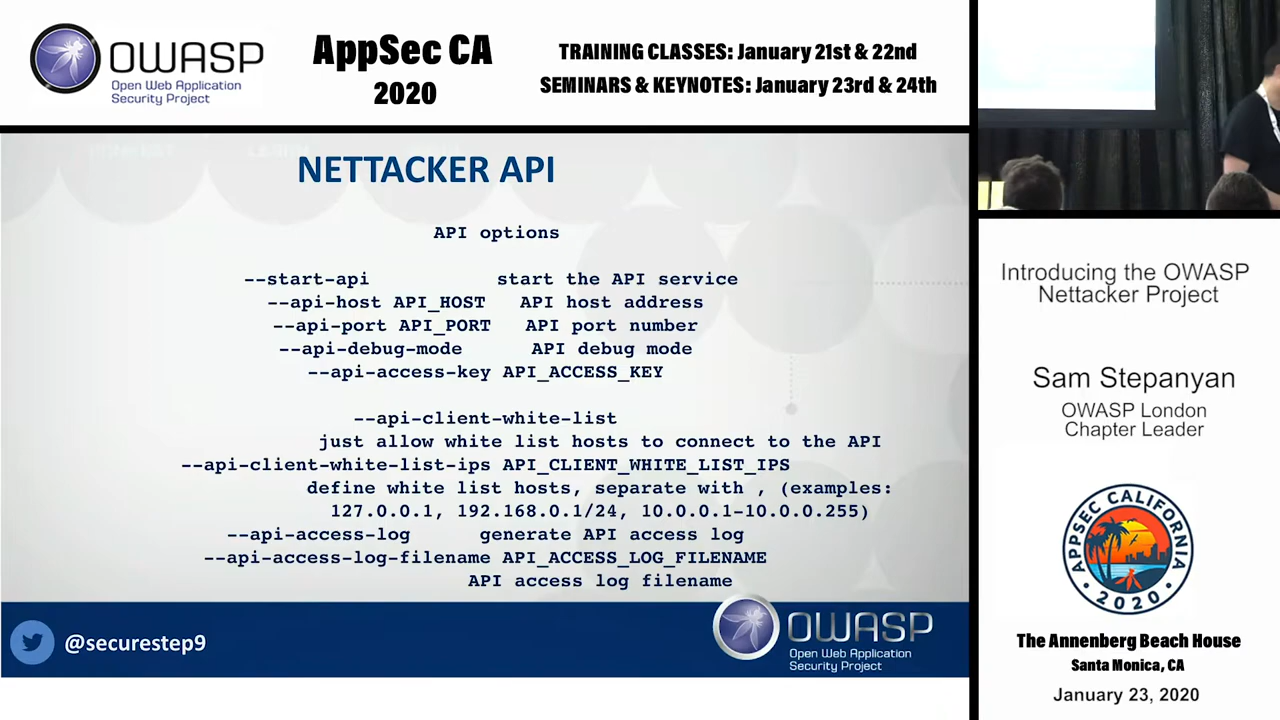 OWASP
Open Web Application
Security Project
AppSec CA
2020
TRAINING CLASSES: January 21st & 22nd
SEMINARS & KEYNOTES: January 23rd & 24th
NETTACKER API
API options
--start-api start the API service
--api-host API_HOST API host address
--api-port API_PORT API port number
--api-debug-mode API debug mode
--api-access-key API_ACCESS_KEY
--api-client-white-list
just allow white list hosts to connect to the API
--api-client-white-list-ips API_CLIENT_WHITE_LIST_IPS
define white list hosts, separate with , (examples:
127.0.0.1, 192.168.0.1/24, 10.0.0.1-10.0.0.255)
--api-access-log generate API access log
--api-access-log-filename API_ACCESS_LOG_FILENAME
API access log filename
@securestep9
OWASP
Open Web Application
Security Project
Introducing the OWASP
Nettacker Project
Sam Stepanyan
OWASP London
Chapter Leader
APPSEC CALIFORNIA
• 2020 •
The Annenberg Beach House
Santa Monica, CA
January 23, 2020